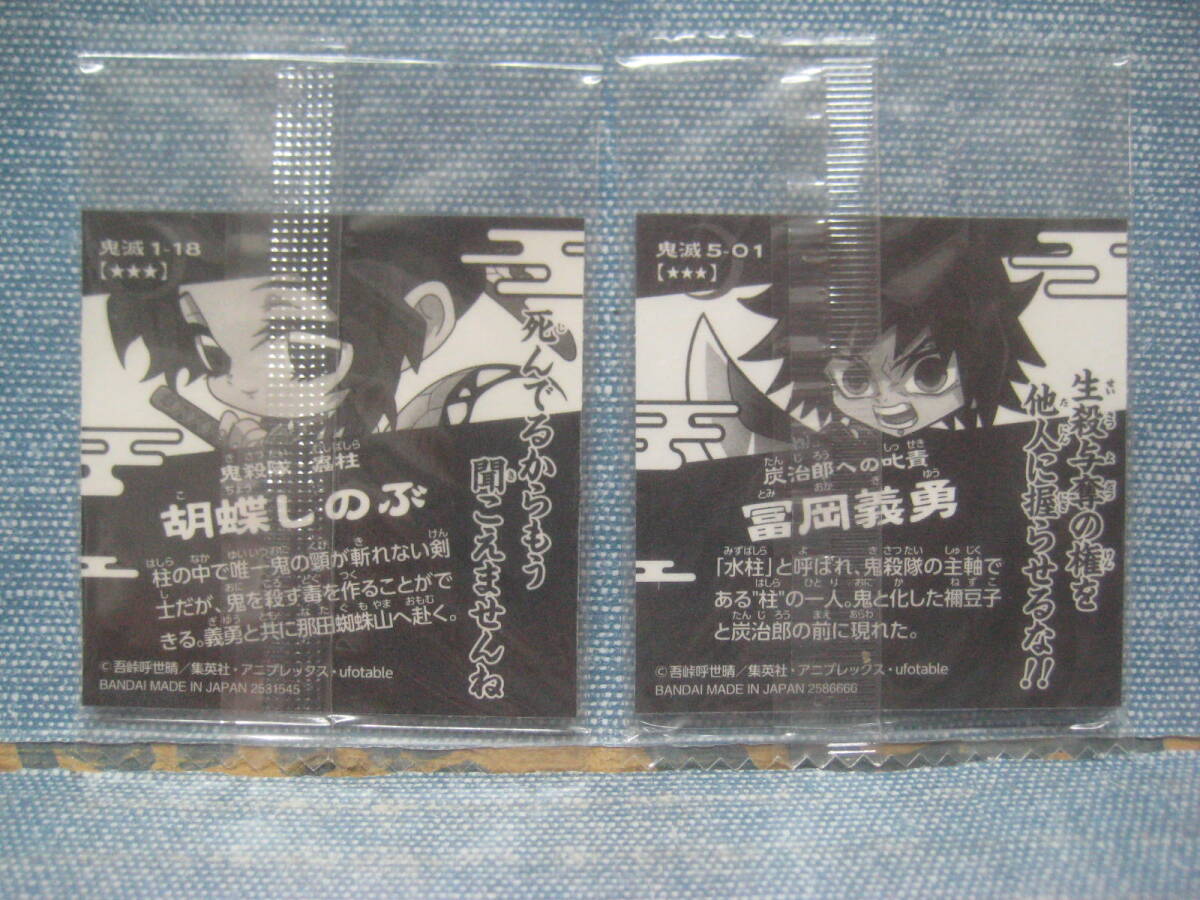 鬼滅 1-18
【★★★】
死んでるからもう
聞こえませんね
鬼殺隊 蟲柱
胡蝶しのぶ
柱の中で唯一鬼の頸が斬れない剣
士だが、鬼を殺す毒を作ることがで
きる。義勇と共に那田蜘蛛山へ赴く。
©吾峠呼世晴／集英社・アニプレックス・ufotable
BANDAI MADE IN JAPAN 2531545
鬼滅 5-01
【★★★】
生殺与奪の権を
他人に握らせるな!!
炭治郎への叱責
冨岡義勇
「水柱」と呼ばれ、鬼殺隊の主軸で
ある"柱"の一人。鬼と化した禰豆子
と炭治郎の前に現れた。
©吾峠呼世晴／集英社・アニプレックス・ufotable
BANDAI MADE IN JAPAN 2586666